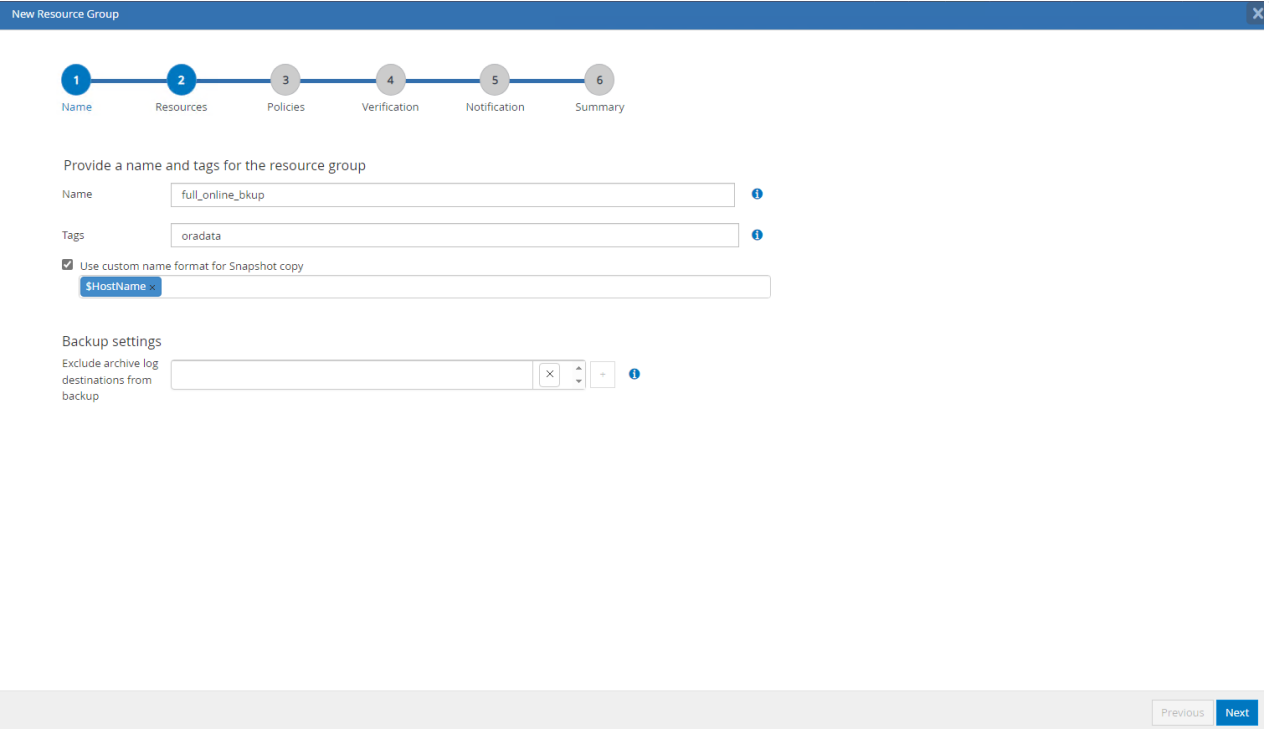 New Resource Group
1 2 3 4 5 6
Name Resources Policies Verification Notification Summary
Provide a name and tags for the resource group
Name full_online_bkup
Tags oradata
Use custom name format for Snapshot copy
$HostName ×
Backup settings
Exclude archive log
destinations from
backup
Previous Next